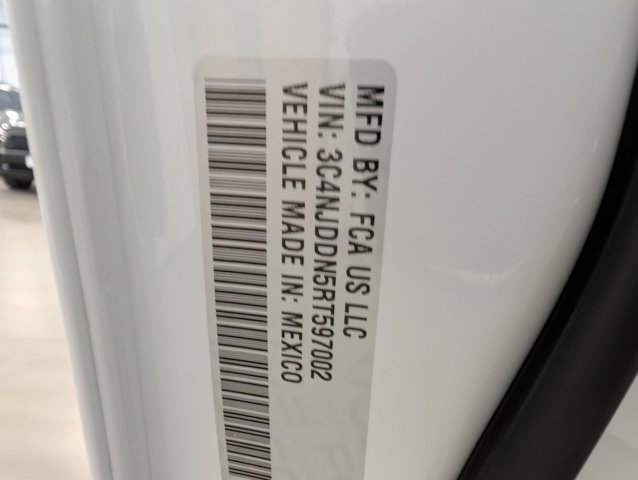 MFD BY: FCA US LLC
VIN: 3C4NJDDN5RT597002
VEHICLE MADE IN: MEXICO